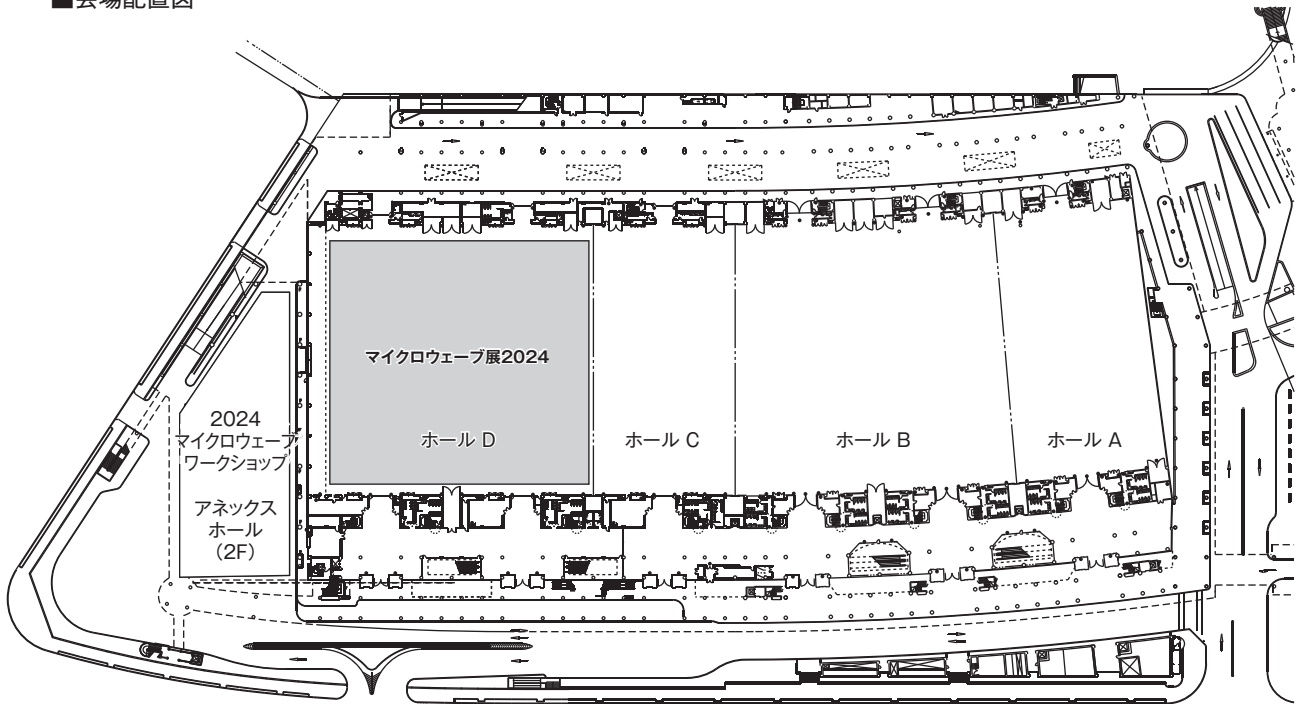 ■会場配置図
マイクロウェーブ展2024
2024
マイクロウェーブ
ワークショップ
アネックス
ホール
（2F）
ホール D
ホール C
ホール B
ホール A